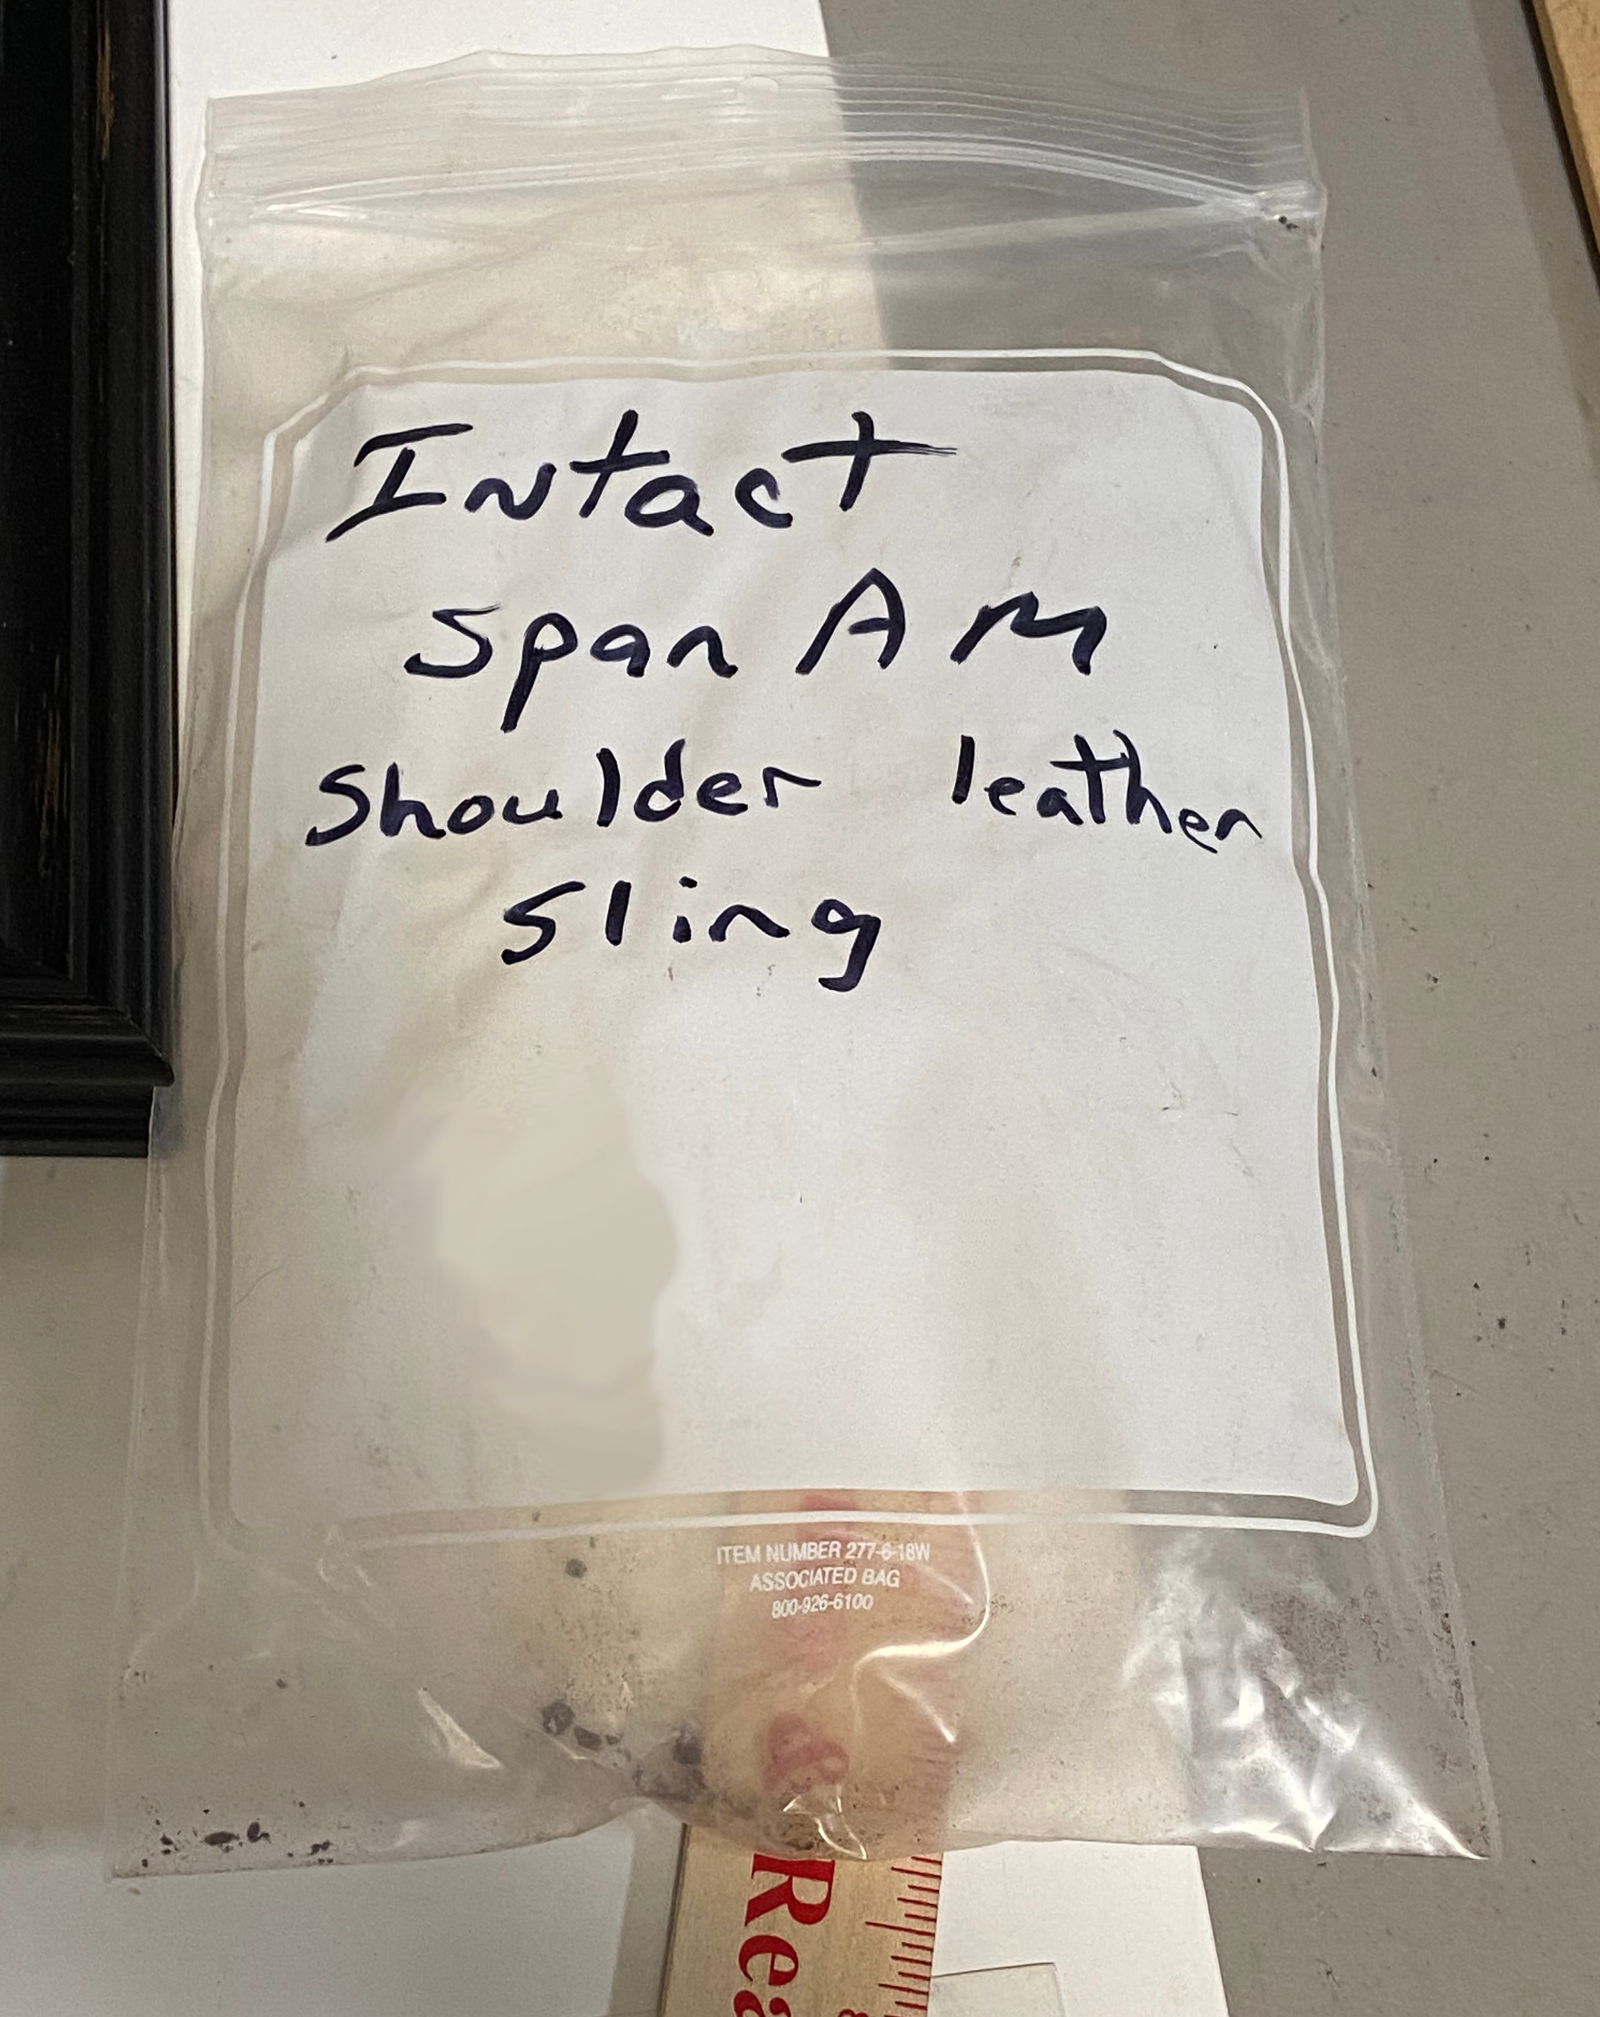 Intact
Span AM
Shoulder leather
Sling
ITEM NUMBER 277-6-18W
ASSOCIATED BAG
800-926-6100
Rea